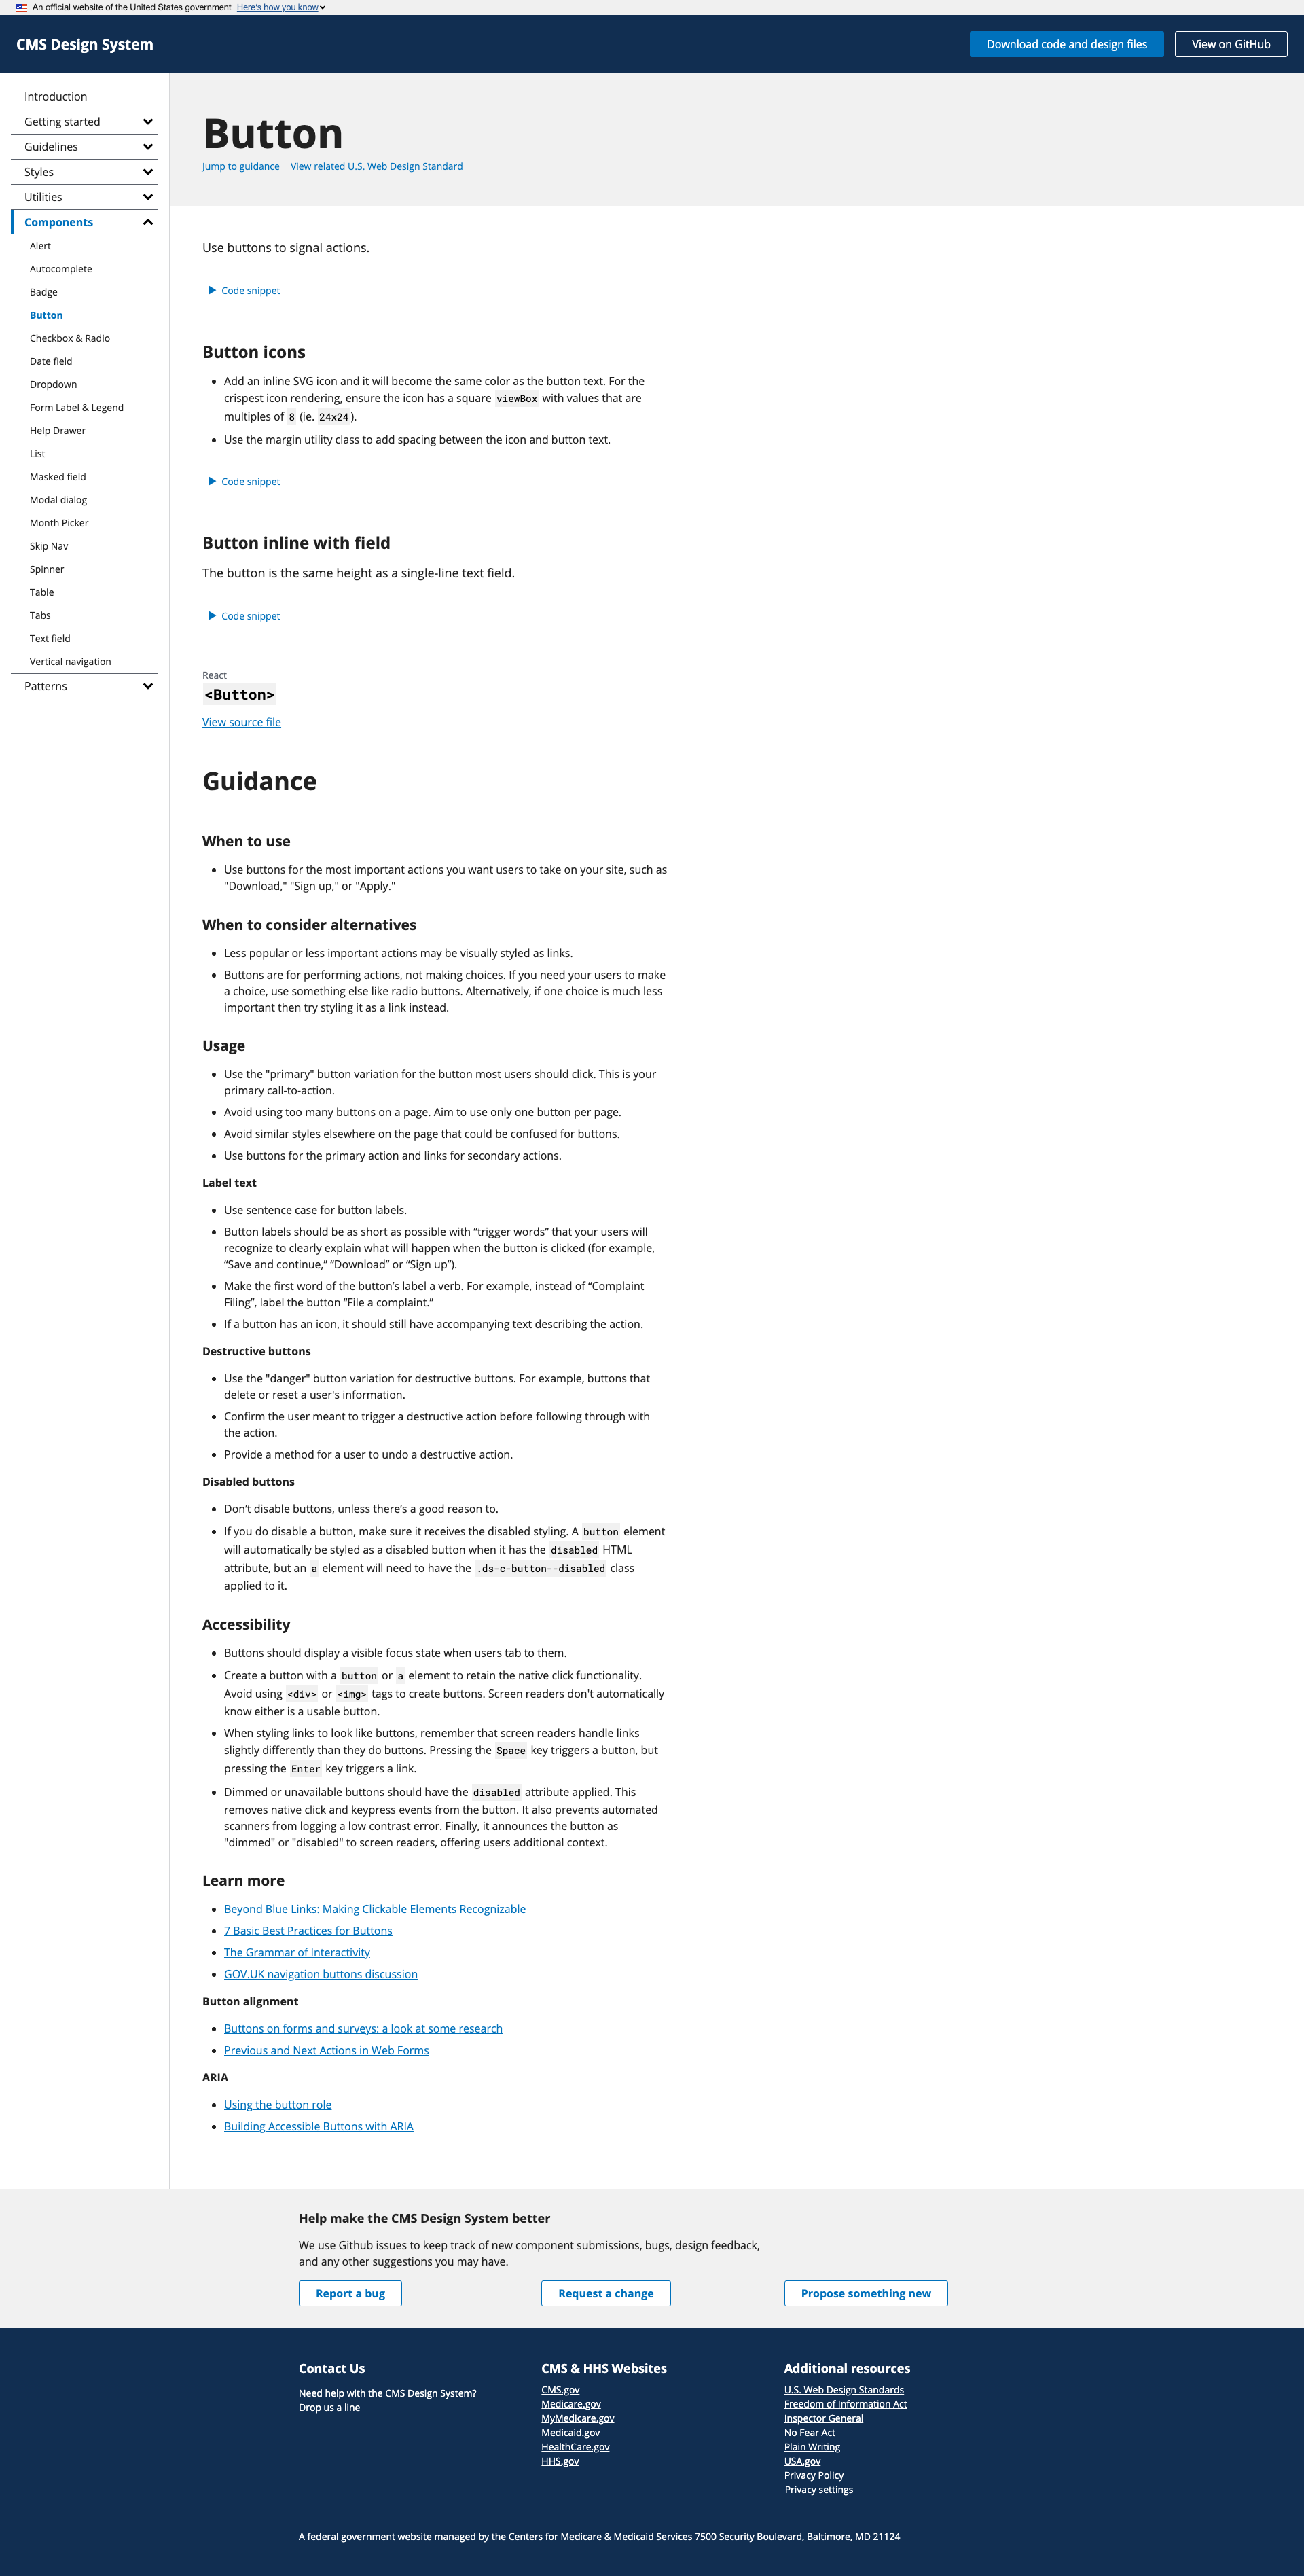 An official website of the United States government Here's how you know
CMS Design System
Download code and design files
View on GitHub
Introduction
Getting started
Guidelines
Styles
Utilities
Components
Alert
Autocomplete
Badge
Button
Checkbox & Radio
Date field
Dropdown
Form Label & Legend
Help Drawer
List
Masked field
Modal dialog
Month Picker
Skip Nav
Spinner
Table
Tabs
Text field
Vertical navigation
Patterns
Button
Jump to guidance View related U.S. Web Design Standard
Use buttons to signal actions.
Code snippet
Button icons
Add an inline SVG icon and it will become the same color as the button text. For the
crispest icon rendering, ensure the icon has a square viewBox with values that are
multiples of 8 (ie. 24x24).
Use the margin utility class to add spacing between the icon and button text.
Code snippet
Button inline with field
The button is the same height as a single-line text field.
Code snippet
React
<Button>
View source file
Guidance
When to use
Use buttons for the most important actions you want users to take on your site, such as
"Download," "Sign up," or "Apply."
When to consider alternatives
Less popular or less important actions may be visually styled as links.
Buttons are for performing actions, not making choices. If you need your users to make
a choice, use something else like radio buttons. Alternatively, if one choice is much less
important then try styling it as a link instead.
Usage
Use the "primary" button variation for the button most users should click. This is your
primary call-to-action.
Avoid using too many buttons on a page. Aim to use only one button per page.
Avoid similar styles elsewhere on the page that could be confused for buttons.
Use buttons for the primary action and links for secondary actions.
Label text
Use sentence case for button labels.
Button labels should be as short as possible with “trigger words” that your users will
recognize to clearly explain what will happen when the button is clicked (for example,
“Save and continue,” “Download” or “Sign up”).
Make the first word of the button’s label a verb. For example, instead of “Complaint
Filing”, label the button “File a complaint.”
If a button has an icon, it should still have accompanying text describing the action.
Destructive buttons
Use the "danger" button variation for destructive buttons. For example, buttons that
delete or reset a user's information.
Confirm the user meant to trigger a destructive action before following through with
the action.
Provide a method for a user to undo a destructive action.
Disabled buttons
Don’t disable buttons, unless there’s a good reason to.
If you do disable a button, make sure it receives the disabled styling. A button element
will automatically be styled as a disabled button when it has the disabled HTML
attribute, but an a element will need to have the .ds-c-button--disabled class
applied to it.
Accessibility
Buttons should display a visible focus state when users tab to them.
Create a button with a button or a element to retain the native click functionality.
Avoid using <div> or <img> tags to create buttons. Screen readers don't automatically
know either is a usable button.
When styling links to look like buttons, remember that screen readers handle links
slightly differently than they do buttons. Pressing the Space key triggers a button, but
pressing the Enter key triggers a link.
Dimmed or unavailable buttons should have the disabled attribute applied. This
removes native click and keypress events from the button. It also prevents automated
scanners from logging a low contrast error. Finally, it announces the button as
"dimmed" or "disabled" to screen readers, offering users additional context.
Learn more
Beyond Blue Links: Making Clickable Elements Recognizable
7 Basic Best Practices for Buttons
The Grammar of Interactivity
GOV.UK navigation buttons discussion
Button alignment
Buttons on forms and surveys: a look at some research
Previous and Next Actions in Web Forms
ARIA
Using the button role
Building Accessible Buttons with ARIA
Help make the CMS Design System better
We use Github issues to keep track of new component submissions, bugs, design feedback,
and any other suggestions you may have.
Report a bug
Request a change
Propose something new
Contact Us
Need help with the CMS Design System?
Drop us a line
CMS & HHS Websites
CMS.gov
Medicare.gov
MyMedicare.gov
Medicaid.gov
HealthCare.gov
HHS.gov
Additional resources
U.S. Web Design Standards
Freedom of Information Act
Inspector General
No Fear Act
Plain Writing
USA.gov
Privacy Policy
Privacy settings
A federal government website managed by the Centers for Medicare & Medicaid Services 7500 Security Boulevard, Baltimore, MD 21124